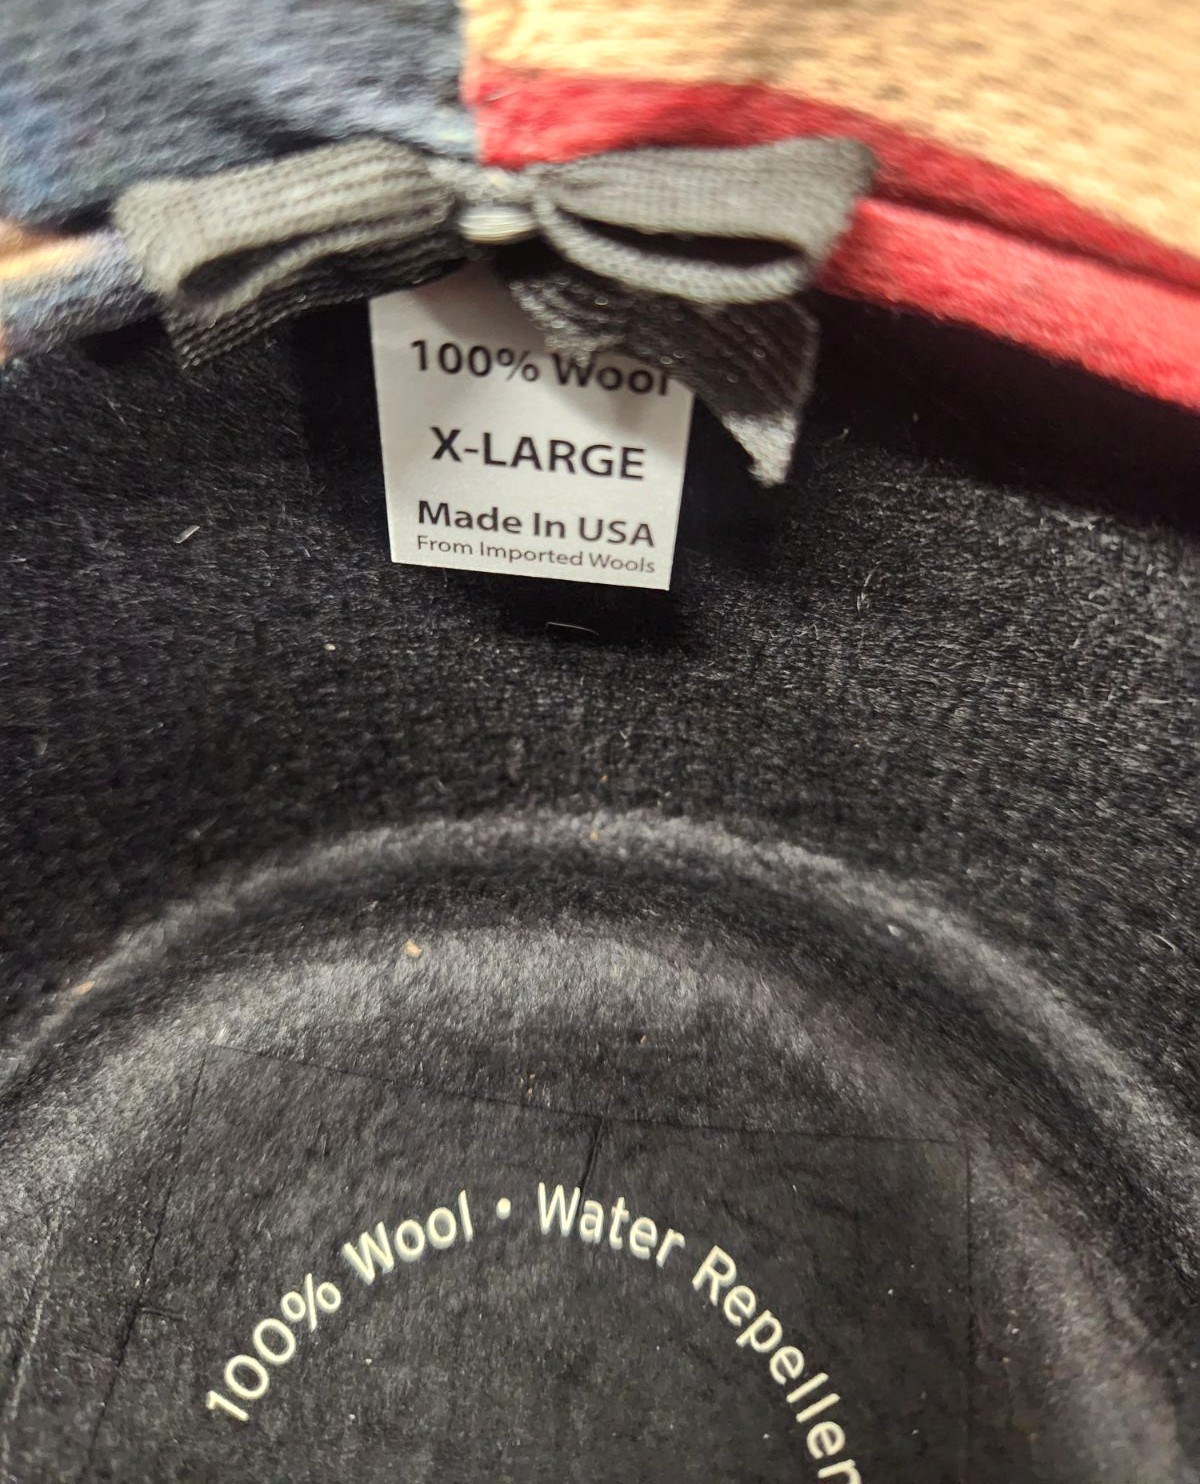 100% Wool
X-LARGE
Made In USA
From Imported Wools
100% Wool • Water Repellen